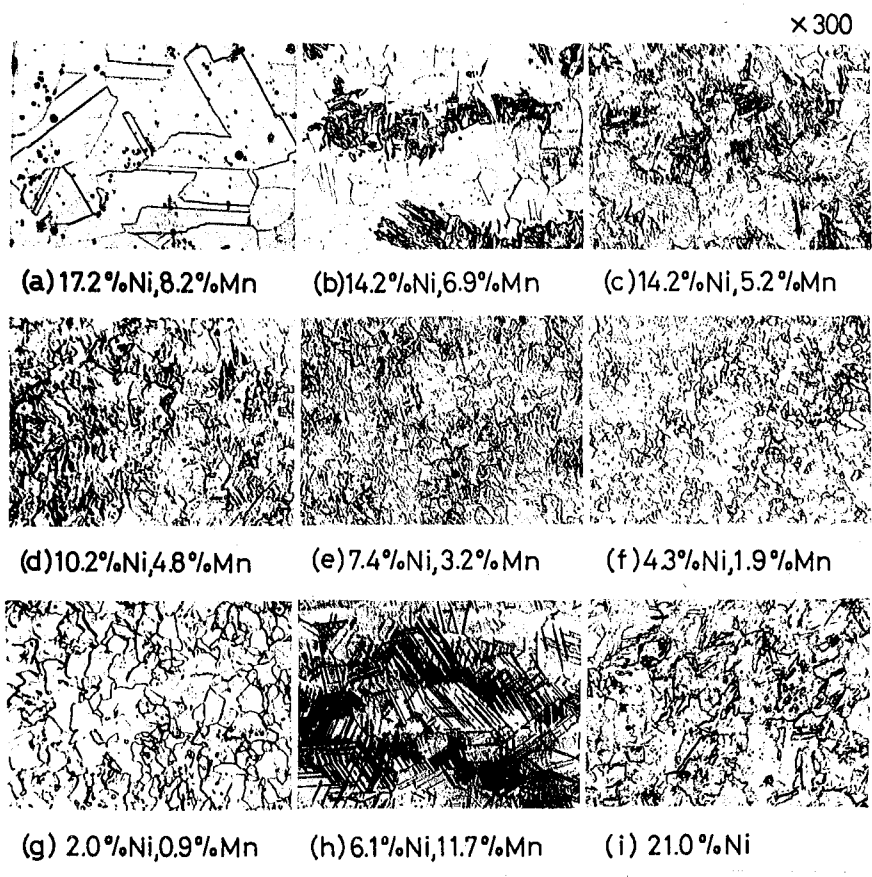 ×300
(a) 17.2%Ni,8.2%Mn (b)14.2%Ni,6.9%Mn (c)14.2%Ni,5.2%Mn
(d)10.2%Ni,4.8%Mn (e)7.4%Ni,3.2%Mn (f)4.3%Ni,1.9%Mn
(g) 2.0%Ni,0.9%Mn (h)6.1%Ni,11.7%Mn (i) 21.0%Ni